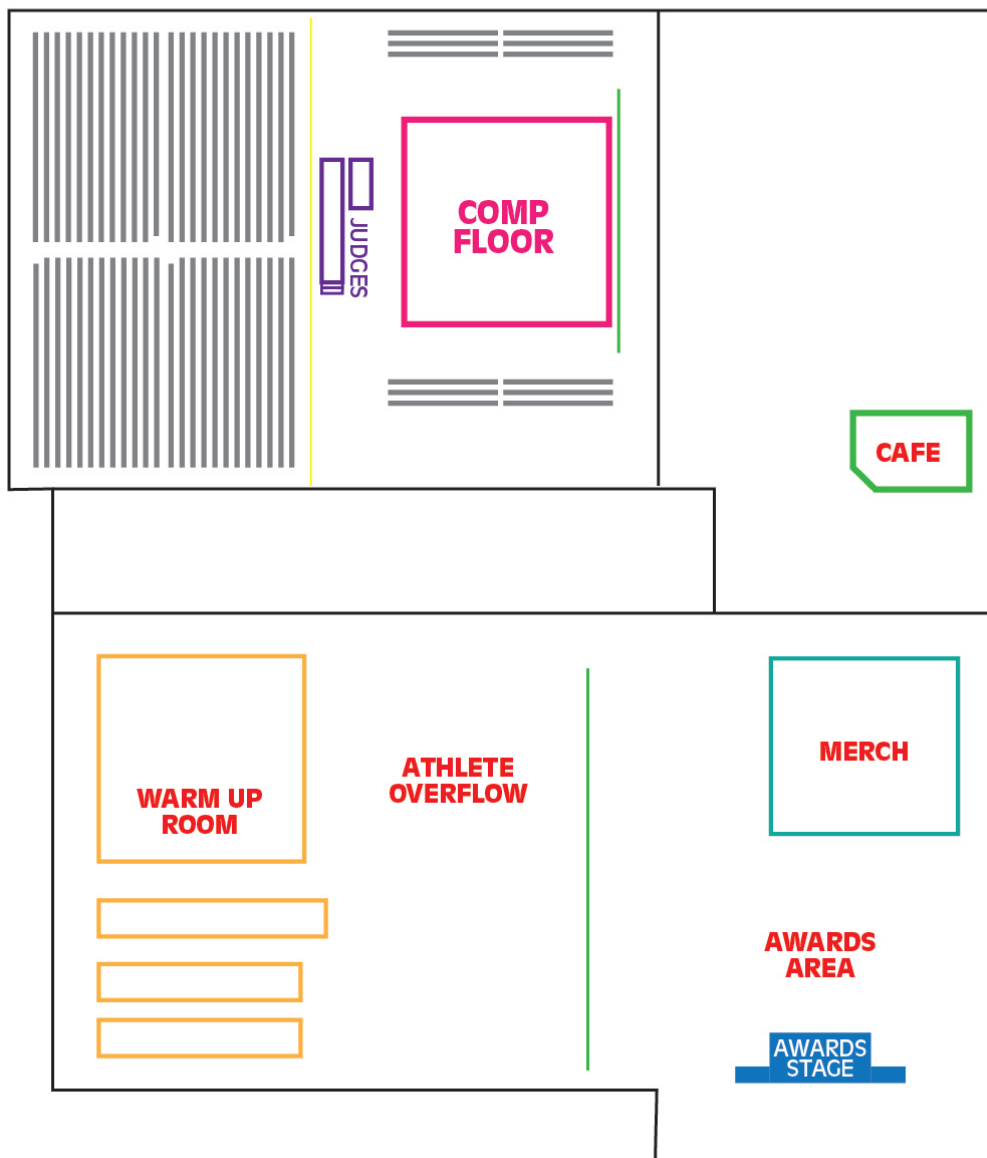 COMP
FLOOR
JUDGES
CAFE
WARM UP
ROOM
ATHLETE
OVERFLOW
MERCH
AWARDS
AREA
AWARDS
STAGE